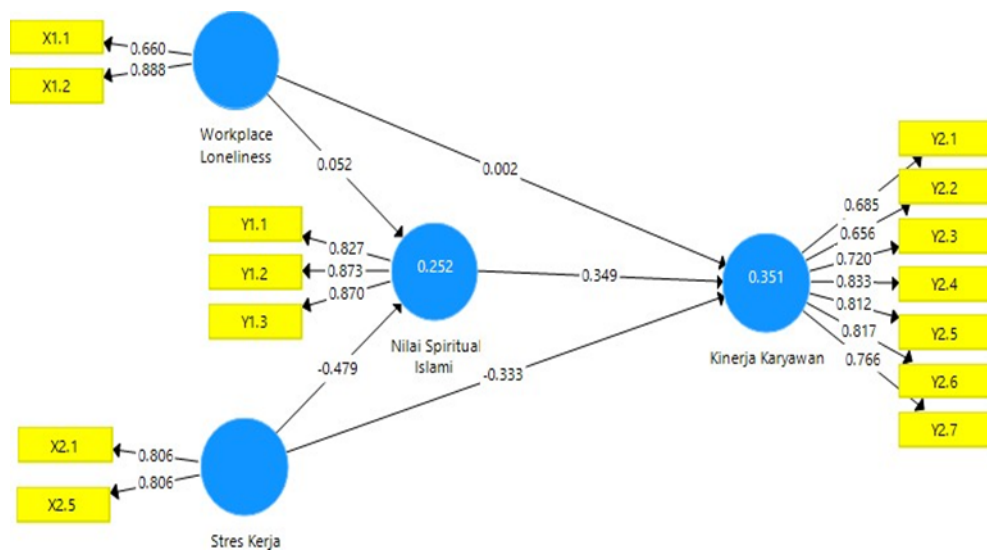 X1.1
0.660
X1.2
0.888
Workplace
Loneliness
0.052
0.002
Y1.1
0.827
Y1.2
0.873
Y1.3
0.870
0.252
Nilai Spiritual
Islami
0.349
-0.479
-0.333
X2.1
0.806
X2.5
0.806
Stres Kerja
0.351
Kinerja Karyawan
Y2.1
0.685
Y2.2
0.656
Y2.3
0.720
Y2.4
0.833
Y2.5
0.812
Y2.6
0.817
Y2.7
0.766